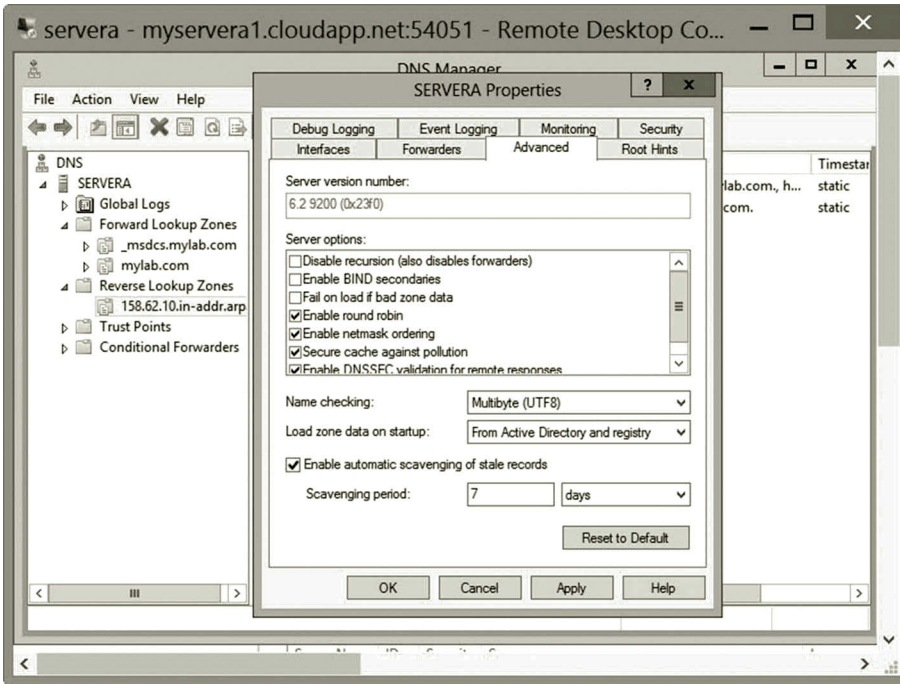 servera - myservera1.cloudapp.net:54051 - Remote Desktop Co...
DNS Manager
File Action View Help
DNS
SERVERA
Global Logs
Forward Lookup Zones
_msdcs.mylab.com
mylab.com
Reverse Lookup Zones
158.62.10.in-addr.arp
Trust Points
Conditional Forwarders
SERVERA Properties
Debug Logging Event Logging Monitoring Security
Interfaces Forwarders Advanced Root Hints
Server version number:
6.2 9200 (0x23f0)
Server options:
Disable recursion (also disables forwarders)
Enable BIND secondaries
Fail on load if bad zone data
Enable round robin
Enable netmask ordering
Secure cache against pollution
Enable DNSSEC validation for remote responses
Name checking: Multibyte (UTF8)
Load zone data on startup: From Active Directory and registry
Enable automatic scavenging of stale records
Scavenging period: 7 days
Reset to Default
OK Cancel Apply Help
Timestar
lab.com., h... static
com. static